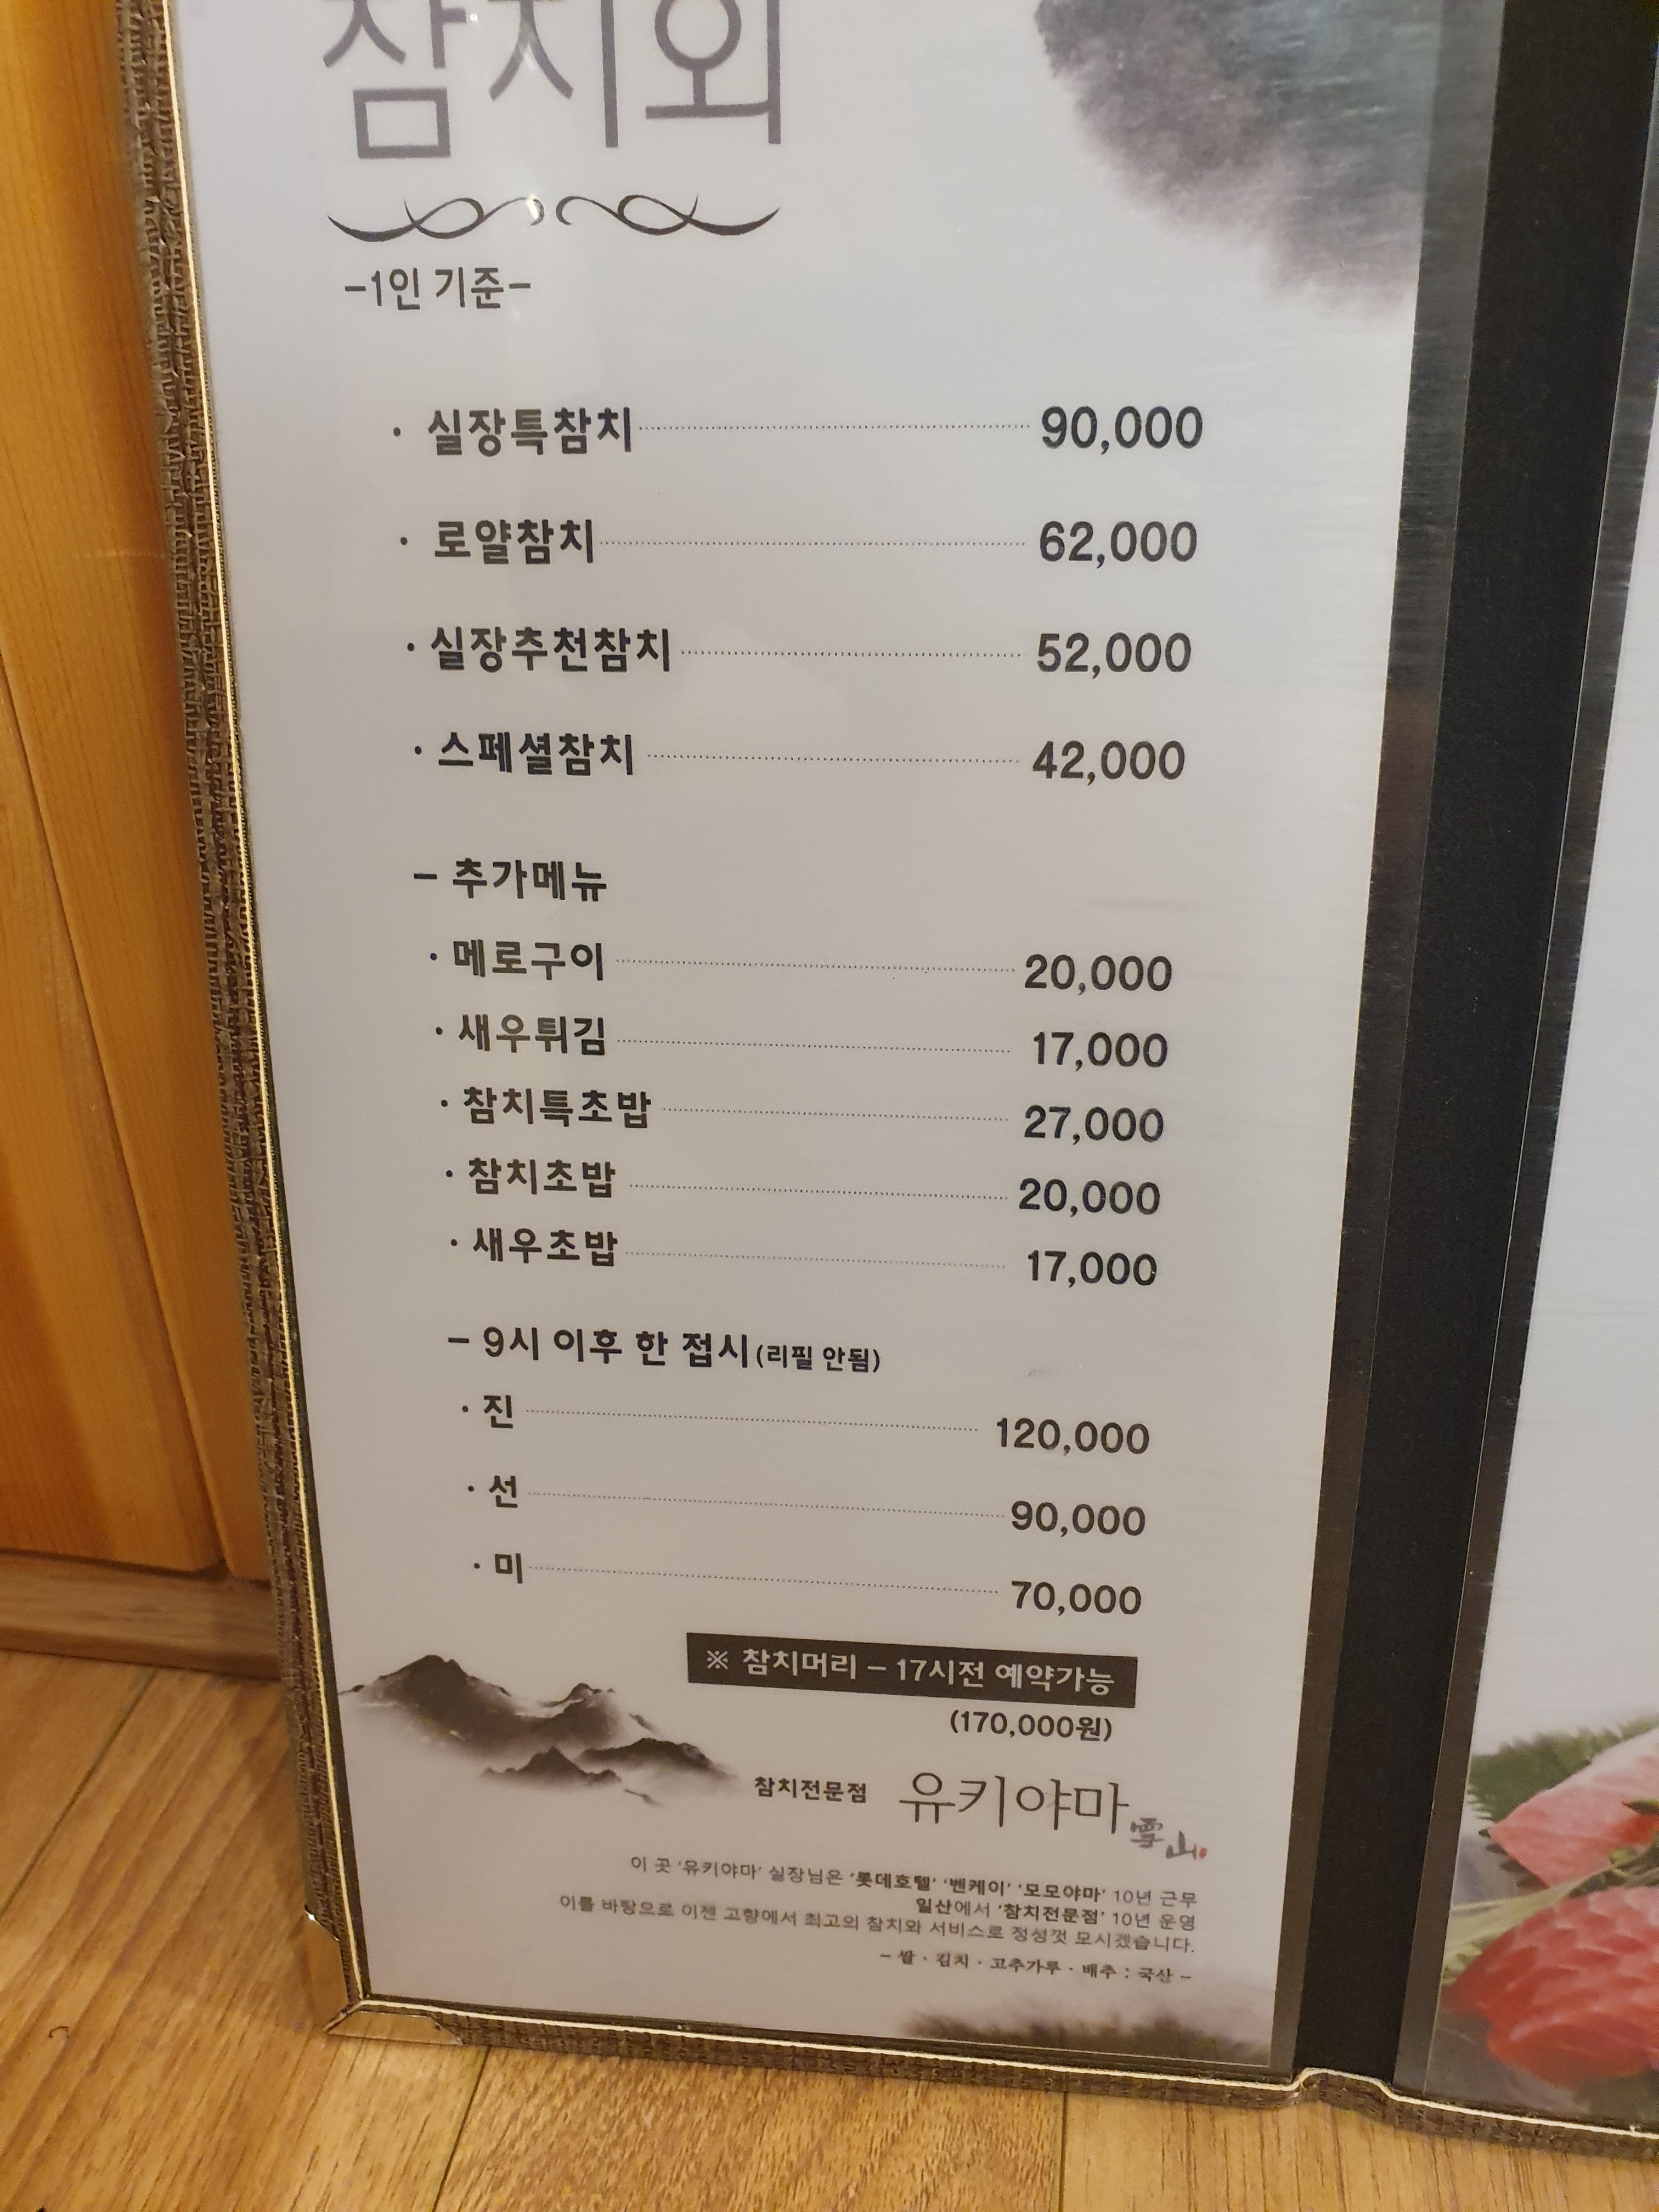 참치회
-1인 기준-
· 실장특참치 90,000
· 로얄참치 62,000
· 실장추천참치 52,000
· 스페셜참치 42,000
- 추가메뉴
· 메로구이 20,000
· 새우튀김 17,000
· 참치특초밥 27,000
· 참치초밥 20,000
· 새우초밥 17,000
- 9시 이후 한 접시(리필 안됨)
· 진 120,000
· 선 90,000
· 미 70,000
※ 참치머리 - 17시전 예약가능
(170,000원)
참치전문점 유키야마 雪山
이 곳 '유키야마' 실장님은 '롯데호텔' '벤케이' '모모야마' 10년 근무
일산에서 '참치전문점' 10년 운영
이를 바탕으로 이젠 고향에서 최고의 참치와 서비스로 정성껏 모시겠습니다.
- 쌀 · 김치 · 고추가루 · 배추 : 국산 -